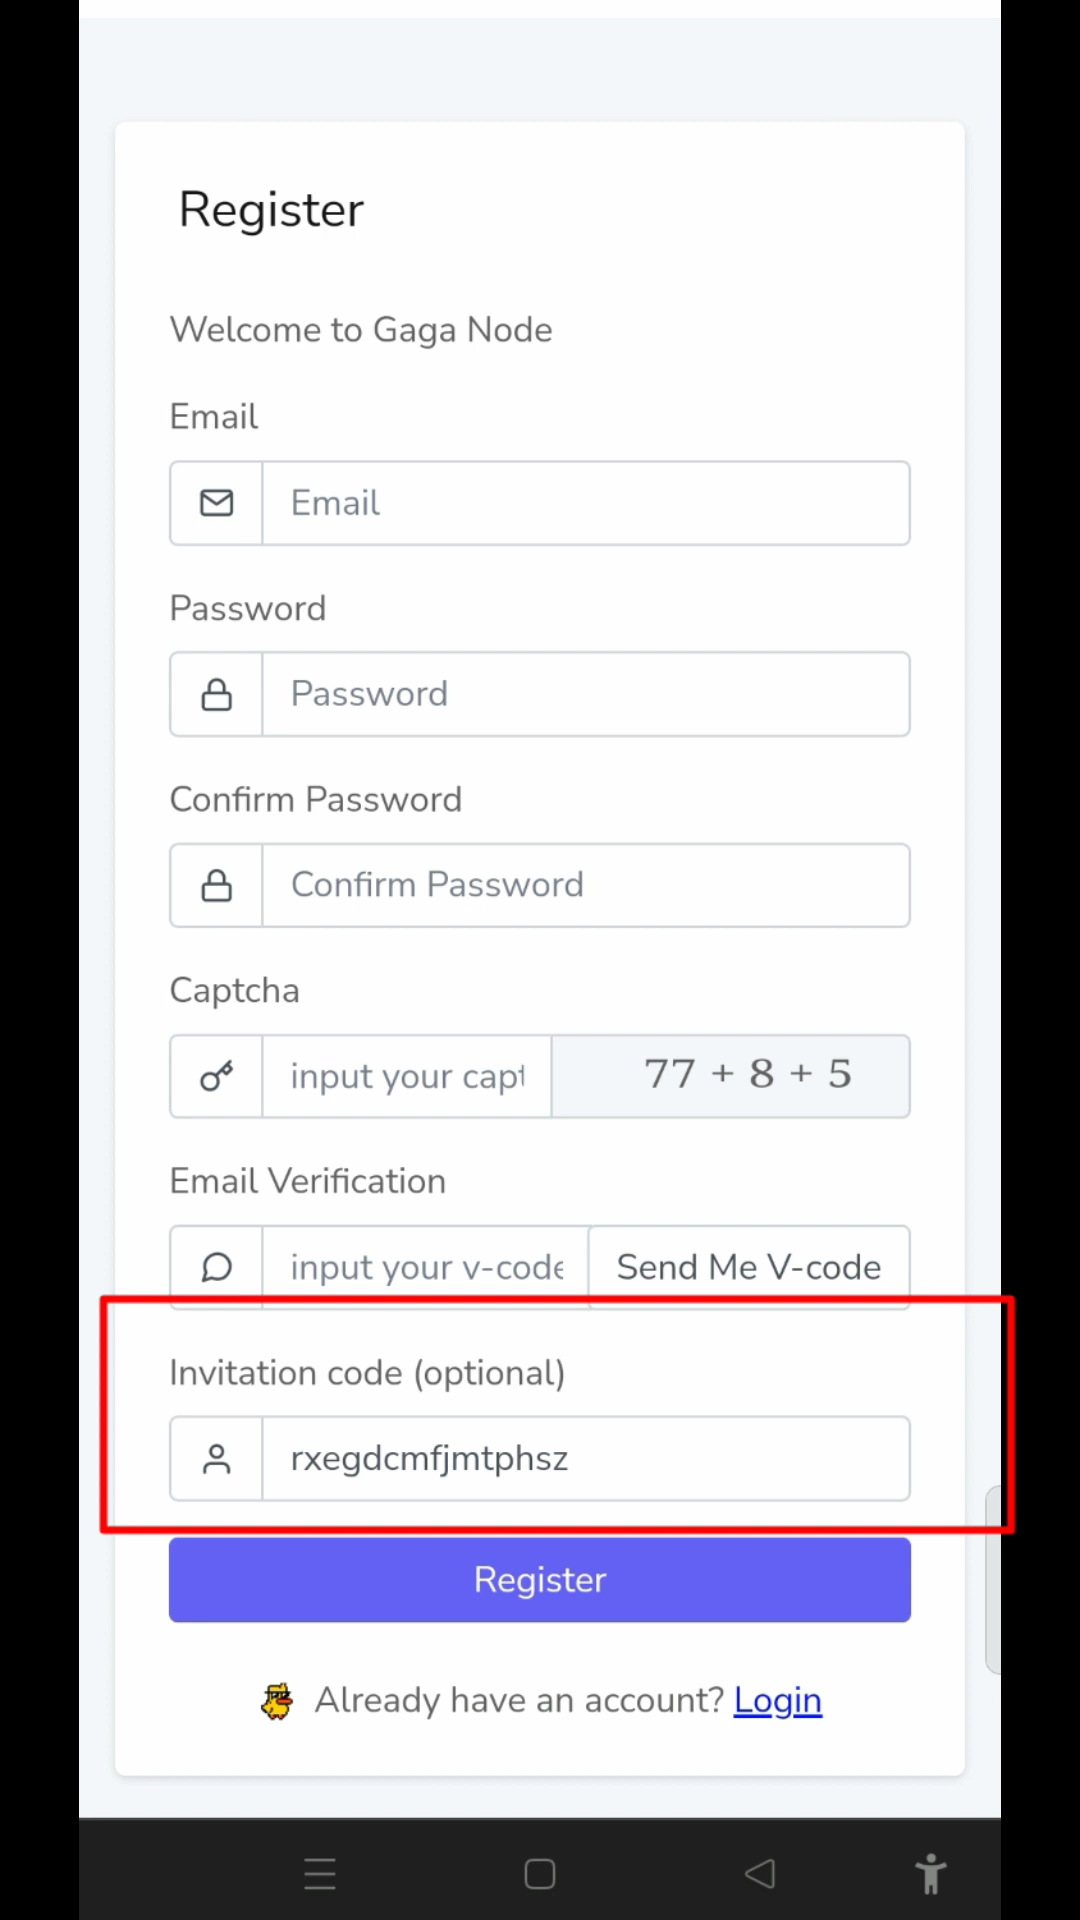 Register
Welcome to Gaga Node
Email
Email
Password
Password
Confirm Password
Confirm Password
Captcha
input your capt 77 + 8 + 5
Email Verification
input your v-code Send Me V-code
Invitation code (optional)
rxegdcmfjmtphsz
Register
Already have an account? Login